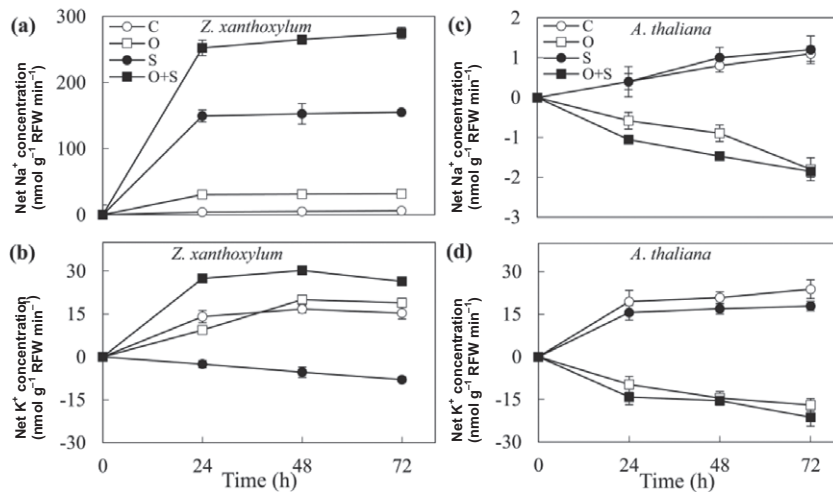 (a)
Z. xanthoxylum
C
O
S
O+S
300
250
200
150
100
50
0
Net Na⁺ concentration
(nmol g⁻¹ RFW min⁻¹)
(c)
A. thaliana
C
O
S
O+S
2
1
0
-1
-2
-3
Net Na⁺ concentration
(nmol g⁻¹ RFW min⁻¹)
(b)
Z. xanthoxylum
30
15
0
-15
-30
Net K⁺ concentration
(nmol g⁻¹ RFW min⁻¹)
0 24 48 72
Time (h)
(d)
A. thaliana
30
15
0
-15
-30
Net K⁺ concentration
(nmol g⁻¹ RFW min⁻¹)
0 24 48 72
Time (h)